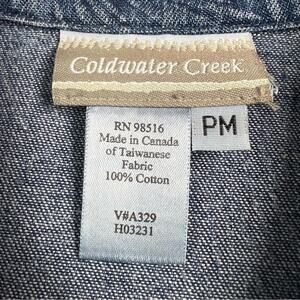 Coldwater Creek
RN 98516
Made in Canada
of Taiwanese
Fabric
100% Cotton
V#A329
H03231
PM